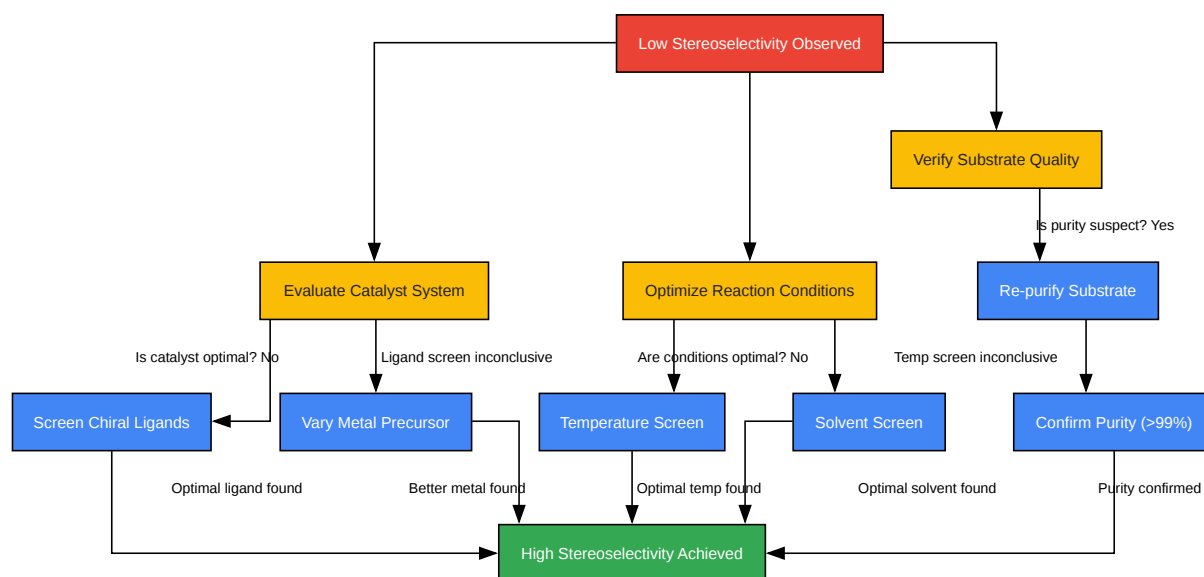 Low Stereoselectivity Observed
Verify Substrate Quality
Is purity suspect? Yes
Evaluate Catalyst System
Optimize Reaction Conditions
Re-purify Substrate
Is catalyst optimal? No
Ligand screen inconclusive
Are conditions optimal? No
Temp screen inconclusive
Screen Chiral Ligands
Vary Metal Precursor
Temperature Screen
Solvent Screen
Confirm Purity (>99%)
Optimal ligand found
Better metal found
Optimal temp found
Optimal solvent found
Purity confirmed
High Stereoselectivity Achieved